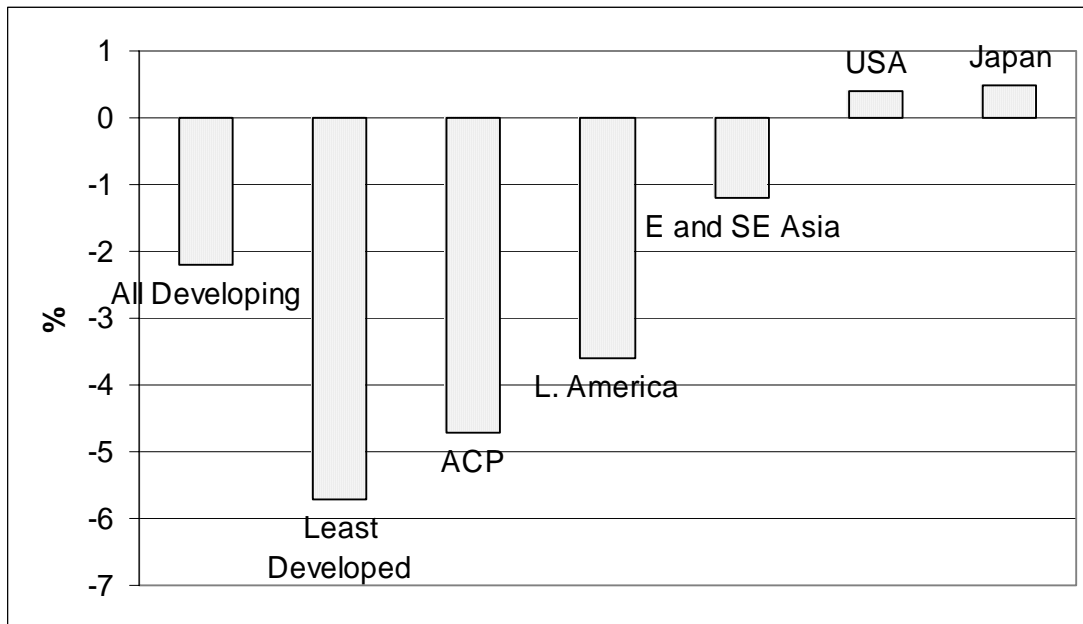 1
USA
Japan
0
-1
E and SE Asia
-2
All Developing
-3
%
-4
L. America
-5
ACP
-6
Least
Developed
-7